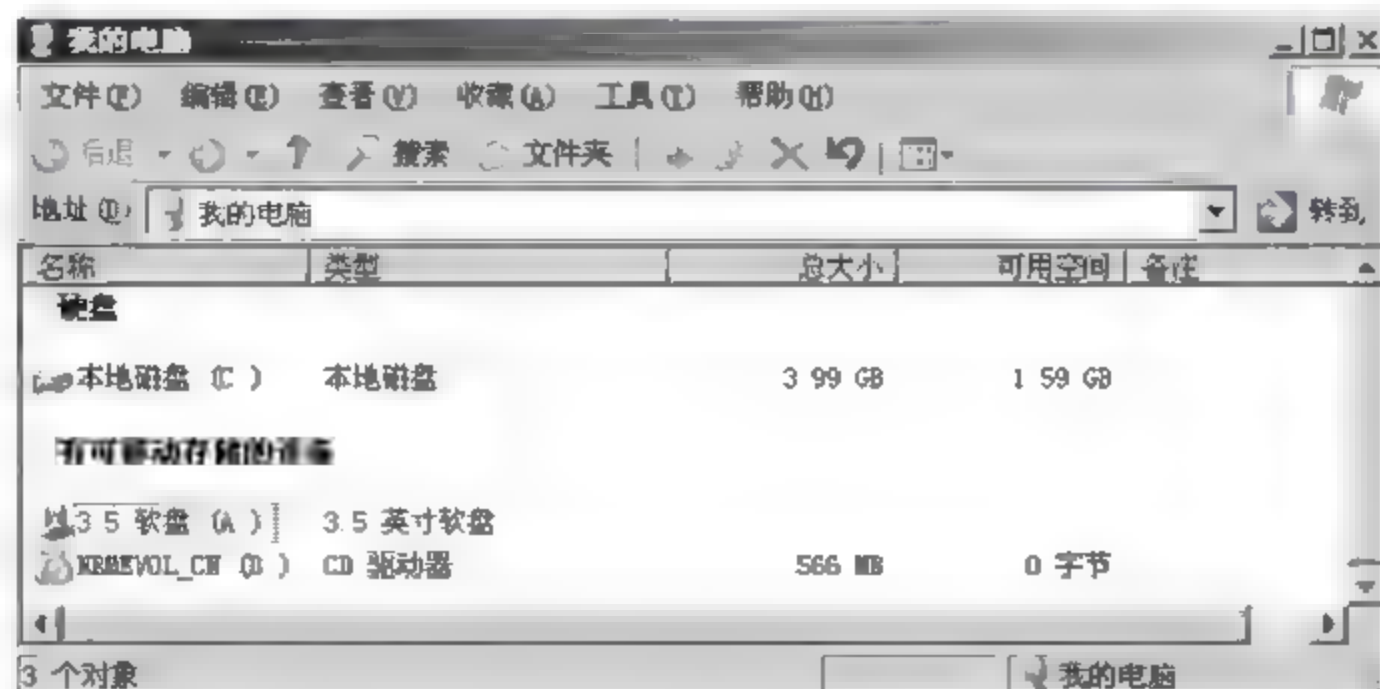 我的电脑
文件(F) 编辑(E) 查看(V) 收藏(A) 工具(T) 帮助(H)
后退 搜索 文件夹
地址(D) 我的电脑 转到
名称 类型 总大小 可用空间 备注
硬盘
本地磁盘 (C ) 本地磁盘 3 99 GB 1 59 GB
有可移动存储的设备
3 5 软盘 (A ) 3.5 英寸软盘
CD 驱动器 566 MB 0 字节
3 个对象 我的电脑